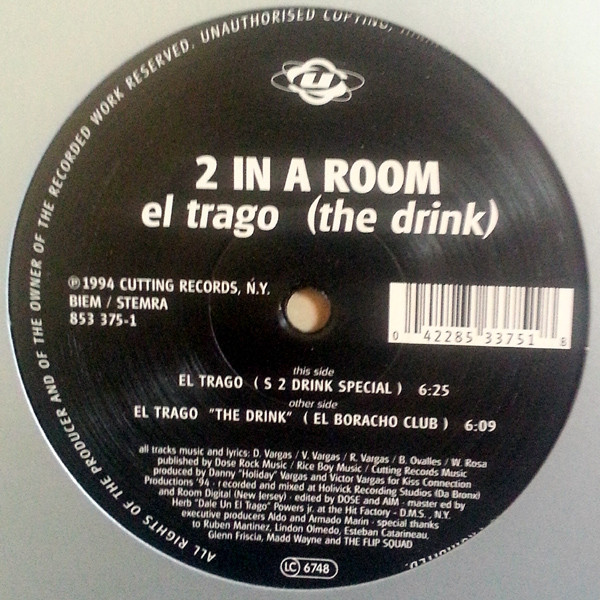 ALL RIGHTS OF THE PRODUCER AND OF THE OWNER OF THE RECORDED WORK RESERVED. UNAUTHORISED COPYING,
U
2 IN A ROOM
el trago (the drink)
℗ 1994 CUTTING RECORDS, N.Y.
BIEM / STEMRA
853 375-1
0 42285 33751 8
this side
EL TRAGO ( S 2 DRINK SPECIAL ) 6:25
other side
EL TRAGO "THE DRINK" ( EL BORACHO CLUB ) 6:09
all tracks music and lyrics: D. Vargas / V. Vargas / R. Vargas / B. Ovalles / W. Rosa
published by Dose Rock Music / Rice Boy Music / Cutting Records Music
produced by Danny "Holiday" Vargas and Victor Vargas for Kiss Connection
Productions '94 · recorded and mixed at Holivick Recording Studios (Da Bronx)
and Room Digital (New Jersey) · edited by DOSE and AIM · master ed by
Herb "Dale Un El Trago" Powers jr. at the Hit Factory - D.M.S., N.Y.
executive producers Aldo and Armado Marin · special thanks
to Ruben Martinez, Lindon Olmedo, Esteban Catarineau,
Glenn Friscia, Madd Wayne and THE FLIP SQUAD
LC 6748